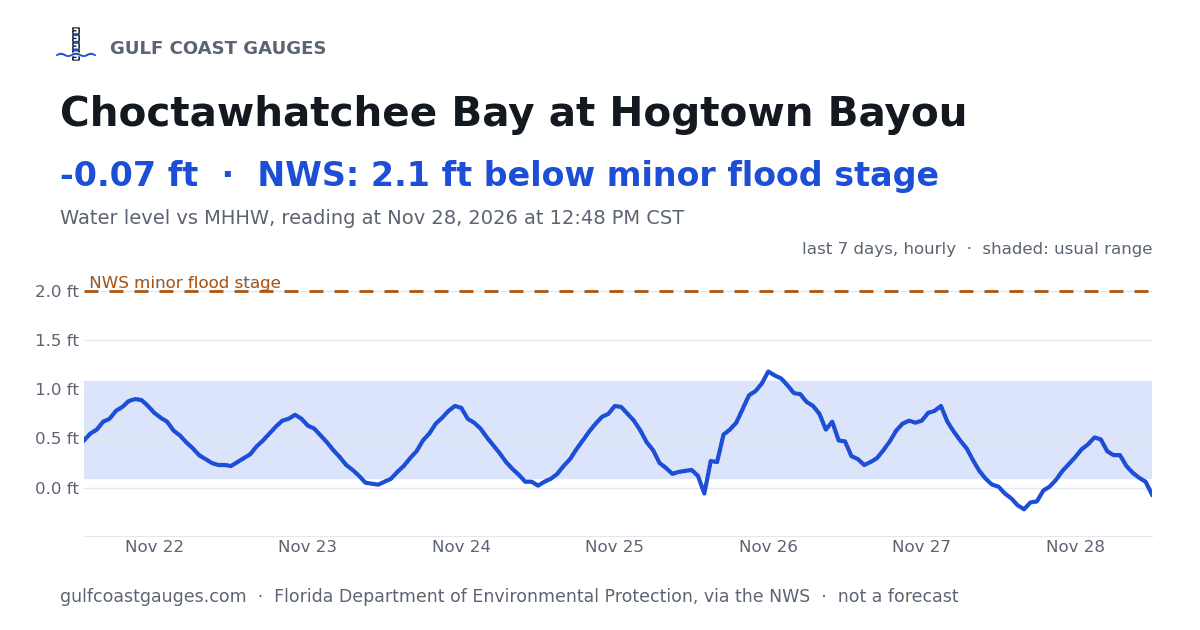 GULF COAST GAUGES
Choctawhatchee Bay at Hogtown Bayou
-0.07 ft · NWS: 2.1 ft below minor flood stage
Water level vs MHHW, reading at Nov 28, 2026 at 12:48 PM CST
last 7 days, hourly · shaded: usual range
NWS minor flood stage
2.0 ft
1.5 ft
1.0 ft
0.5 ft
0.0 ft
Nov 22 Nov 23 Nov 24 Nov 25 Nov 26 Nov 27 Nov 28
gulfcoastgauges.com · Florida Department of Environmental Protection, via the NWS · not a forecast